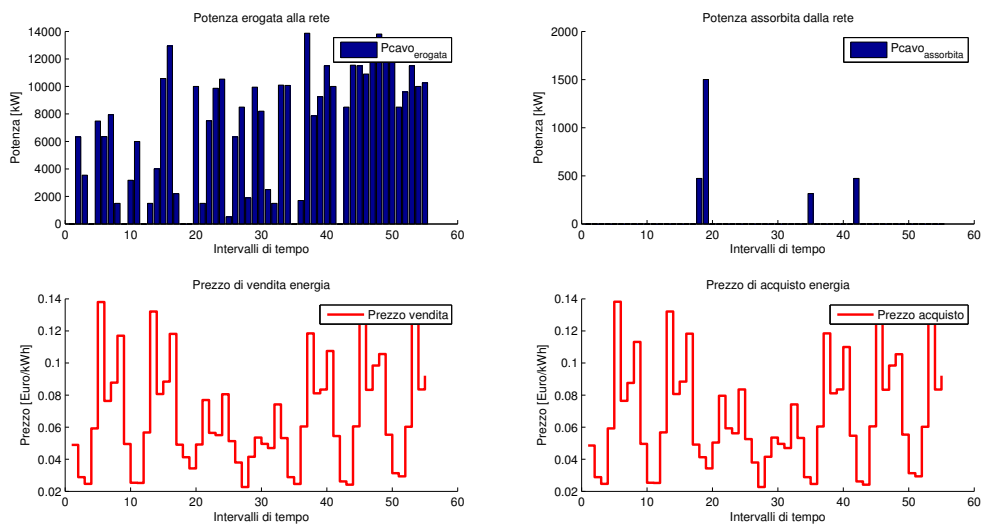 Potenza erogata alla rete
14000
12000
10000
8000
6000
4000
2000
0
Potenza [kW]
Pcavo erogata
0 10 20 30 40 50 60
Intervalli di tempo
Potenza assorbita dalla rete
2000
1500
1000
500
0
Potenza [kW]
Pcavo assorbita
0 10 20 30 40 50 60
Intervalli di tempo
Prezzo di vendita energia
0.14
0.12
0.1
0.08
0.06
0.04
0.02
Prezzo [Euro/kWh]
Prezzo vendita
0 10 20 30 40 50 60
Intervalli di tempo
Prezzo di acquisto energia
0.14
0.12
0.1
0.08
0.06
0.04
0.02
Prezzo [Euro/kWh]
Prezzo acquisto
0 10 20 30 40 50 60
Intervalli di tempo